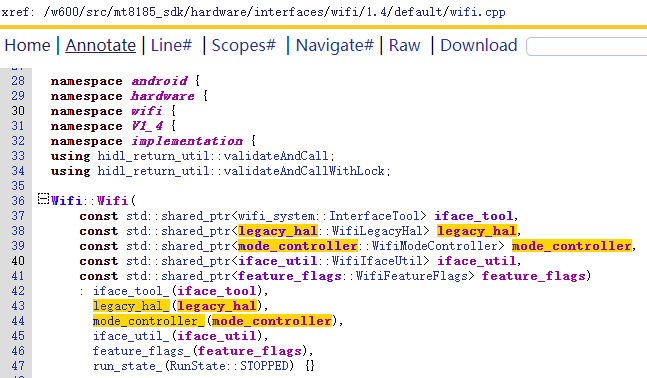 xref: /w600/src/mt8185_sdk/hardware/interfaces/wifi/1.4/default/wifi.cpp
Home | Annotate | Line# | Scopes# | Navigate# | Raw | Download
28 namespace android {
29 namespace hardware {
30 namespace wifi {
31 namespace V1_4 {
32 namespace implementation {
33 using hidl_return_util::validateAndCall;
34 using hidl_return_util::validateAndCallWithLock;
35
36 Wifi::Wifi(
37 const std::shared_ptr<wifi_system::InterfaceTool> iface_tool,
38 const std::shared_ptr<legacy_hal::WifiLegacyHal> legacy_hal,
39 const std::shared_ptr<mode_controller::WifiModeController> mode_controller,
40 const std::shared_ptr<iface_util::WifiIfaceUtil> iface_util,
41 const std::shared_ptr<feature_flags::WifiFeatureFlags> feature_flags)
42 : iface_tool_(iface_tool),
43 legacy_hal_(legacy_hal),
44 mode_controller_(mode_controller),
45 iface_util_(iface_util),
46 feature_flags_(feature_flags),
47 run_state_(RunState::STOPPED) {}